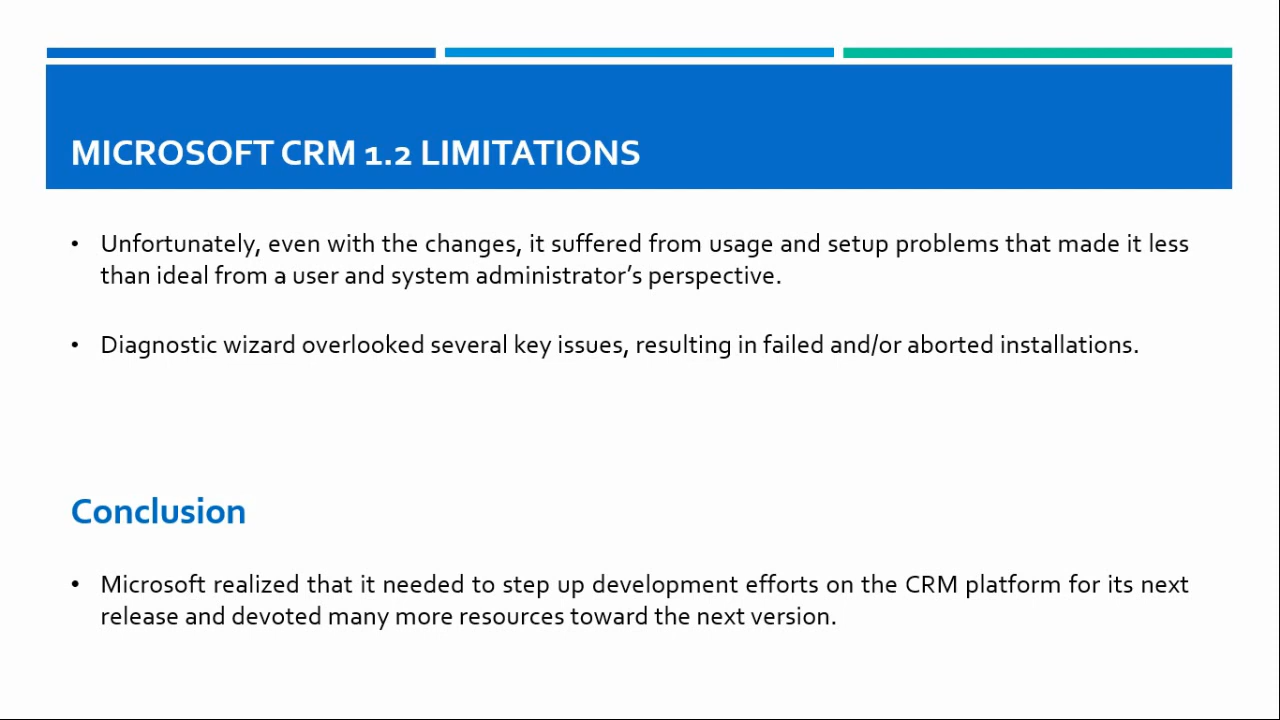 MICROSOFT CRM 1.2 LIMITATIONS
• Unfortunately, even with the changes, it suffered from usage and setup problems that made it less
than ideal from a user and system administrator’s perspective.
• Diagnostic wizard overlooked several key issues, resulting in failed and/or aborted installations.
Conclusion
• Microsoft realized that it needed to step up development efforts on the CRM platform for its next
release and devoted many more resources toward the next version.